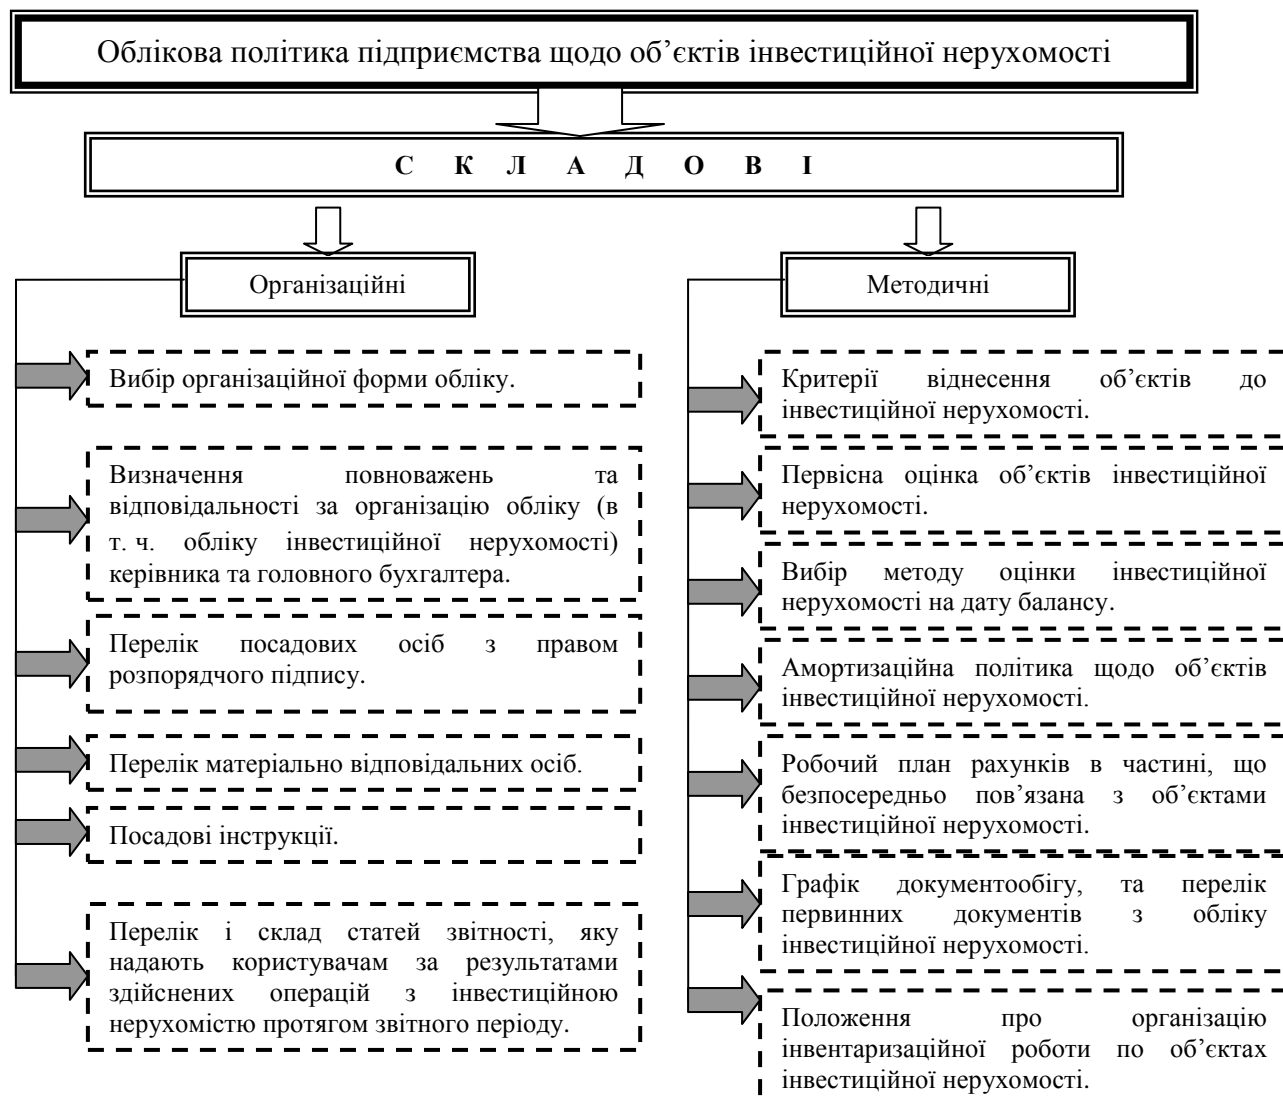 Облікова політика підприємства щодо об’єктів інвестиційної нерухомості
С К Л А Д О В І
Організаційні
Вибір організаційної форми обліку.
Визначення повноважень та
відповідальності за організацію обліку (в
т. ч. обліку інвестиційної нерухомості)
керівника та головного бухгалтера.
Перелік посадових осіб з правом
розпорядчого підпису.
Перелік матеріально відповідальних осіб.
Посадові інструкції.
Перелік і склад статей звітності, яку
надають користувачам за результатами
здійснених операцій з інвестиційною
нерухомістю протягом звітного періоду.
Методичні
Критерії віднесення об’єктів до
інвестиційної нерухомості.
Первісна оцінка об’єктів інвестиційної
нерухомості.
Вибір методу оцінки інвестиційної
нерухомості на дату балансу.
Амортизаційна політика щодо об’єктів
інвестиційної нерухомості.
Робочий план рахунків в частині, що
безпосередньо пов’язана з об’єктами
інвестиційної нерухомості.
Графік документообігу, та перелік
первинних документів з обліку
інвестиційної нерухомості.
Положення про організацію
інвентаризаційної роботи по об’єктах
інвестиційної нерухомості.